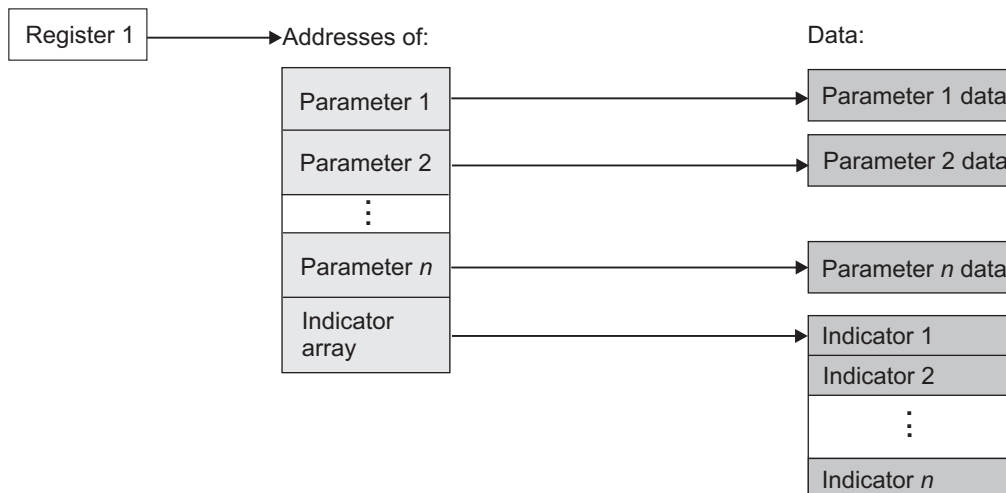 Register 1
Addresses of:
Data:
Parameter 1
Parameter 1 data
Parameter 2
Parameter 2 data
⋮
Parameter n
Parameter n data
Indicator
array
Indicator 1
Indicator 2
⋮
Indicator n